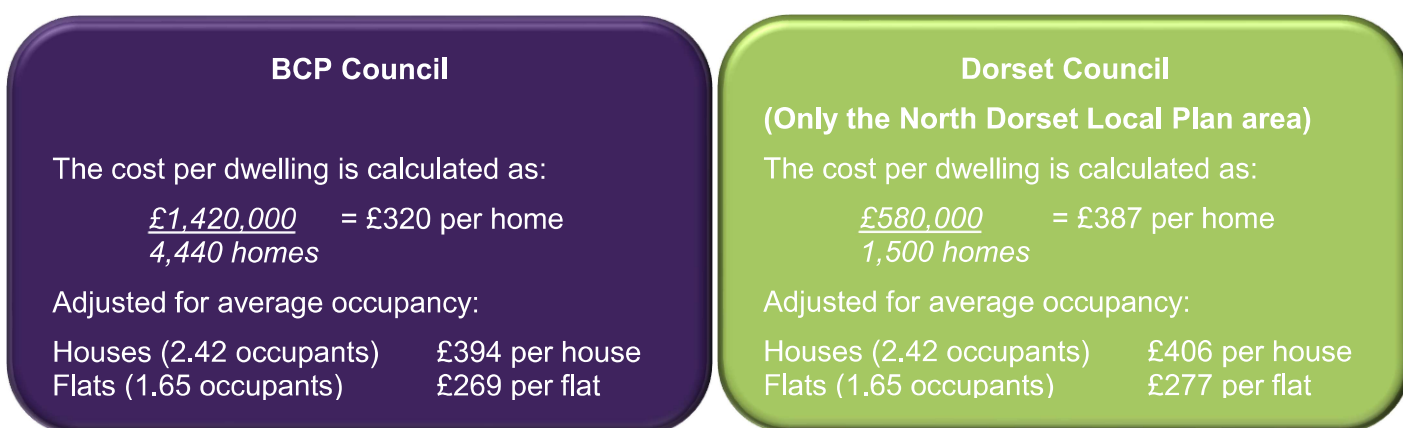 BCP Council
The cost per dwelling is calculated as:
£1,420,000 = £320 per home
4,440 homes
Adjusted for average occupancy:
Houses (2.42 occupants) £394 per house
Flats (1.65 occupants) £269 per flat
Dorset Council
(Only the North Dorset Local Plan area)
The cost per dwelling is calculated as:
£580,000 = £387 per home
1,500 homes
Adjusted for average occupancy:
Houses (2.42 occupants) £406 per house
Flats (1.65 occupants) £277 per flat